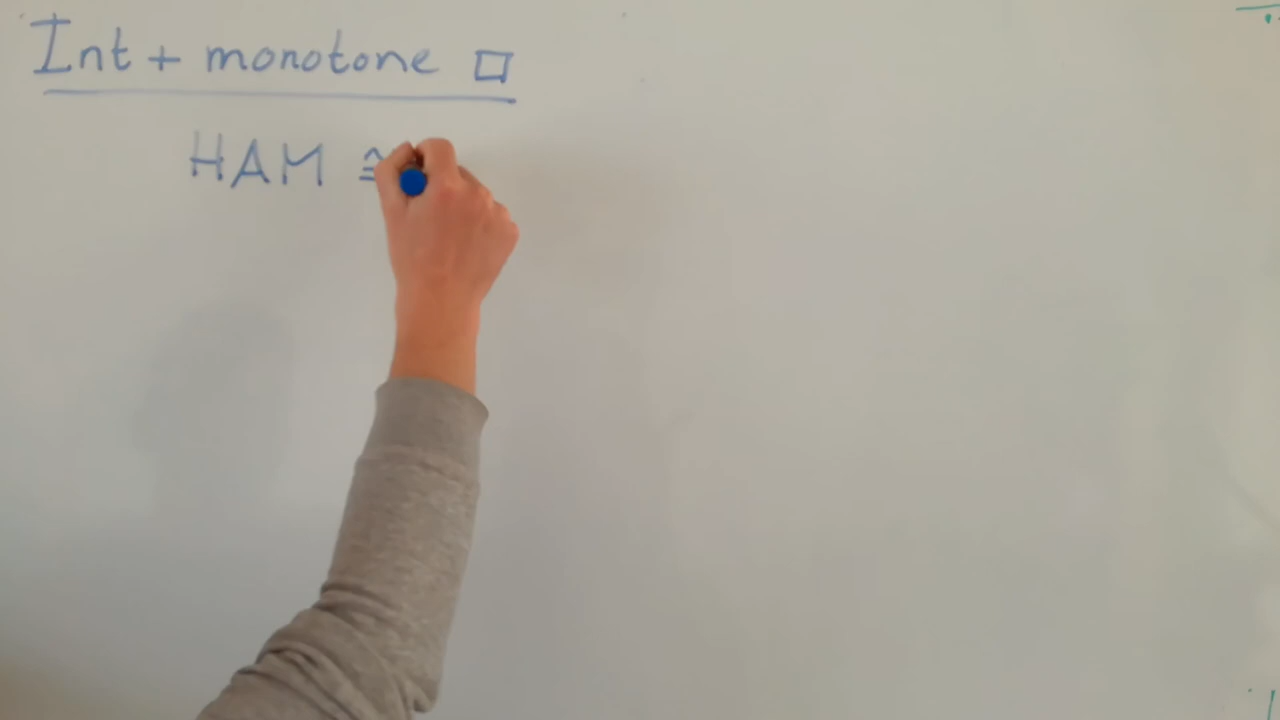 Int + monotone □
HAM ≅